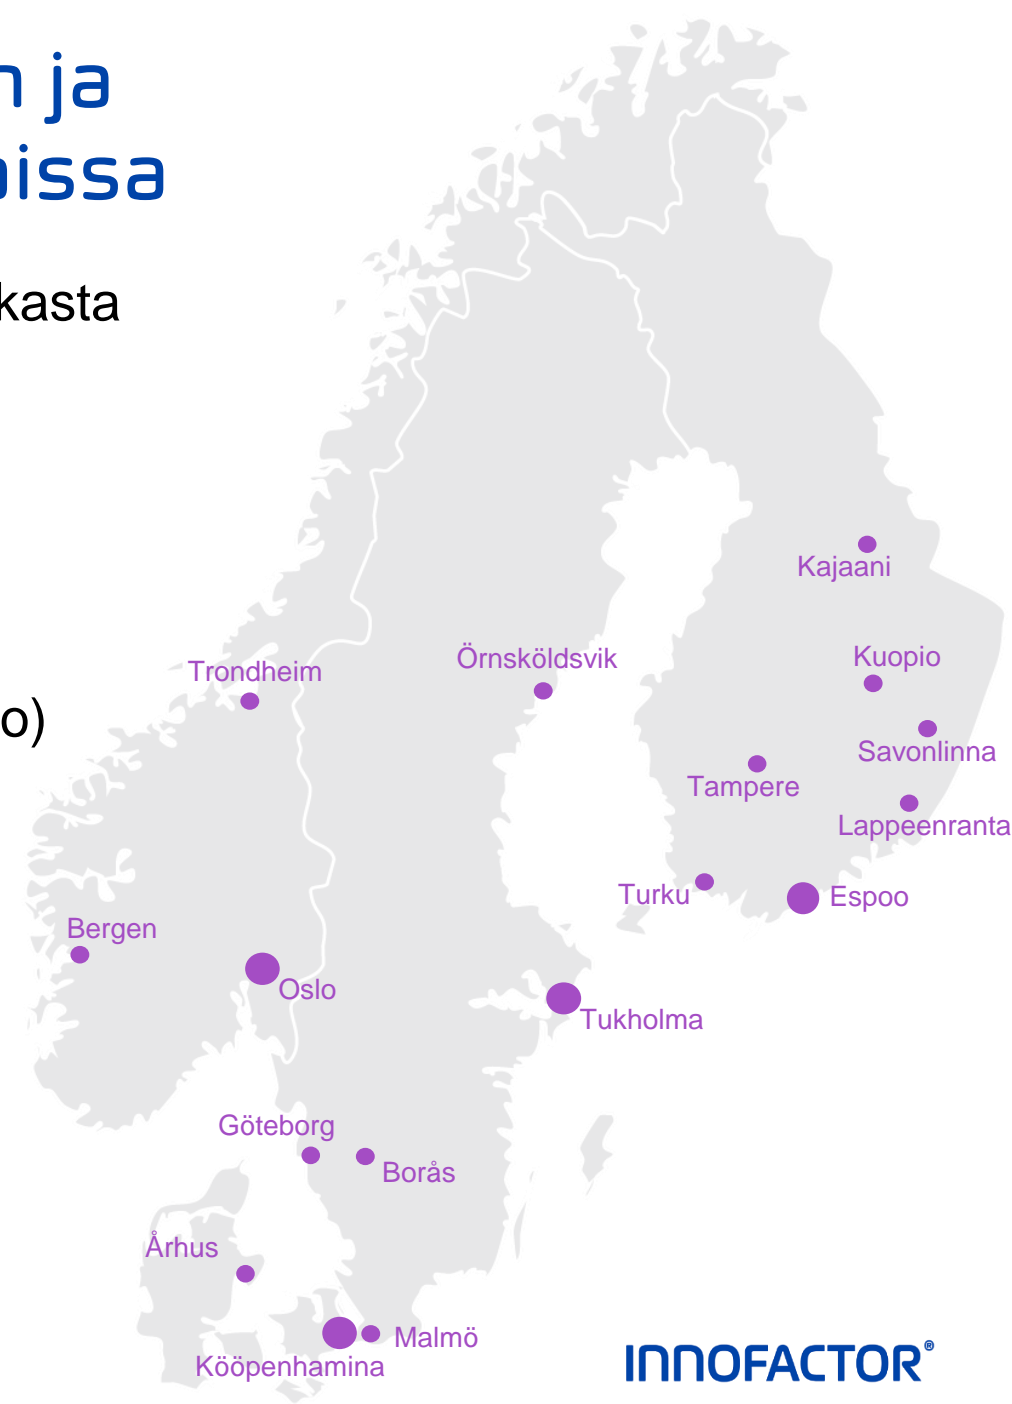 n ja
issa
kasta
o)
Kajaani
Kuopio
Örnsköldsvik
Trondheim
Savonlinna
Tampere
Lappeenranta
Turku
Espoo
Bergen
Oslo
Tukholma
Göteborg
Borås
Århus
Malmö
Kööpenhamina
INNOFACTOR®